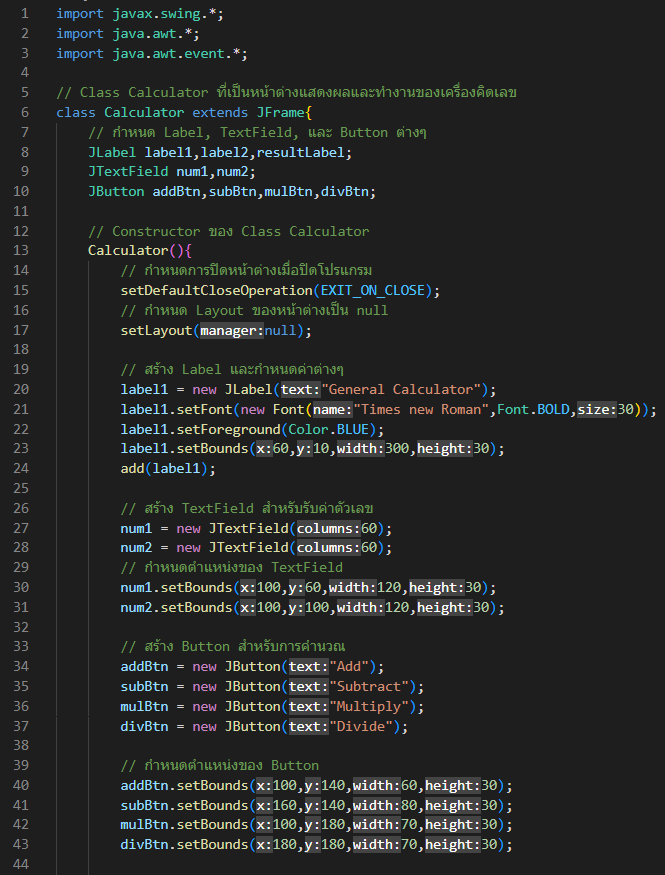 1 import javax.swing.*;
2 import java.awt.*;
3 import java.awt.event.*;
4
5 // Class Calculator ที่เป็นหน้าต่างแสดงผลและทำงานของเครื่องคิดเลข
6 class Calculator extends JFrame{
7 // กำหนด Label, TextField, และ Button ต่างๆ
8 JLabel label1,label2,resultLabel;
9 JTextField num1,num2;
10 JButton addBtn,subBtn,mulBtn,divBtn;
11
12 // Constructor ของ Class Calculator
13 Calculator(){
14 // กำหนดการปิดหน้าต่างเมื่อปิดโปรแกรม
15 setDefaultCloseOperation(EXIT_ON_CLOSE);
16 // กำหนด Layout ของหน้าต่างเป็น null
17 setLayout(manager:null);
18
19 // สร้าง Label และกำหนดค่าต่างๆ
20 label1 = new JLabel(text:"General Calculator");
21 label1.setFont(new Font(name:"Times new Roman",Font.BOLD,size:30));
22 label1.setForeground(Color.BLUE);
23 label1.setBounds(x:60,y:10,width:300,height:30);
24 add(label1);
25
26 // สร้าง TextField สำหรับรับค่าตัวเลข
27 num1 = new JTextField(columns:60);
28 num2 = new JTextField(columns:60);
29 // กำหนดตำแหน่งของ TextField
30 num1.setBounds(x:100,y:60,width:120,height:30);
31 num2.setBounds(x:100,y:100,width:120,height:30);
32
33 // สร้าง Button สำหรับการคำนวณ
34 addBtn = new JButton(text:"Add");
35 subBtn = new JButton(text:"Subtract");
36 mulBtn = new JButton(text:"Multiply");
37 divBtn = new JButton(text:"Divide");
38
39 // กำหนดตำแหน่งของ Button
40 addBtn.setBounds(x:100,y:140,width:60,height:30);
41 subBtn.setBounds(x:160,y:140,width:80,height:30);
42 mulBtn.setBounds(x:100,y:180,width:70,height:30);
43 divBtn.setBounds(x:180,y:180,width:70,height:30);
44